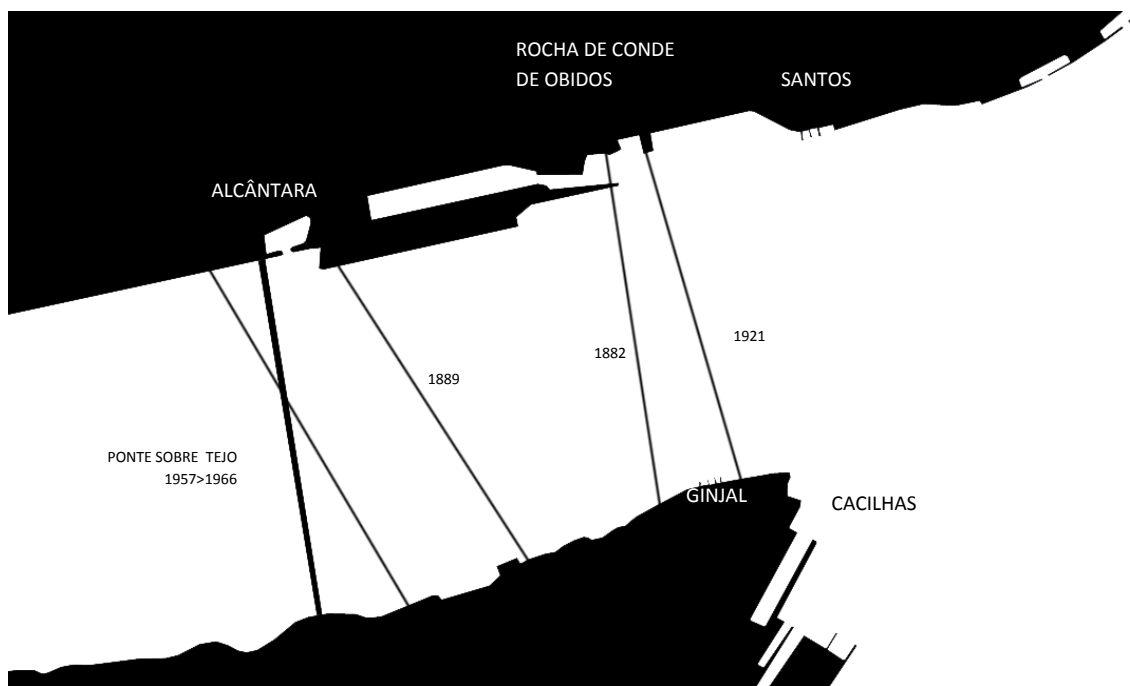 ROCHA DE CONDE
DE OBIDOS
SANTOS
ALCÂNTARA
1921
1882
1889
PONTE SOBRE TEJO
1957>1966
GINJAL
CACILHAS